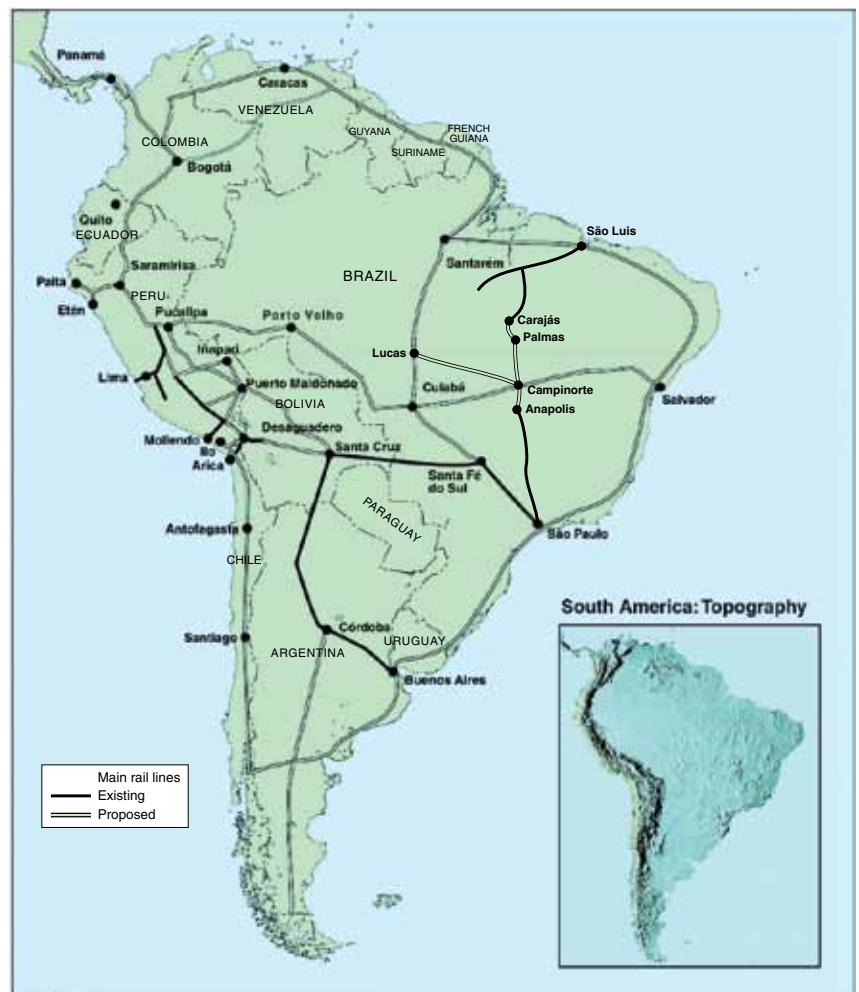 Panamá
Caracas
VENEZUELA
GUYANA
FRENCH
GUIANA
SURINAME
COLOMBIA
Bogotá
Quito
ECUADOR
São Luis
Santarém
Saramirisa
BRAZIL
Paita
PERU
Etén
Pucallpa
Porto Velho
Carajás
Palmas
Iñapari
Lucas
Lima
Puerto Maldonado
Cuiabá
Campinorte
Salvador
BOLIVIA
Anapolis
Mollendo
Desaguadero
Ilo
Arica
Santa Cruz
Santa Fé
do Sul
PARAGUAY
Antofagasta
São Paulo
CHILE
South America: Topography
Santiago
Córdoba
URUGUAY
ARGENTINA
Buenos Aires
Main rail lines
Existing
Proposed